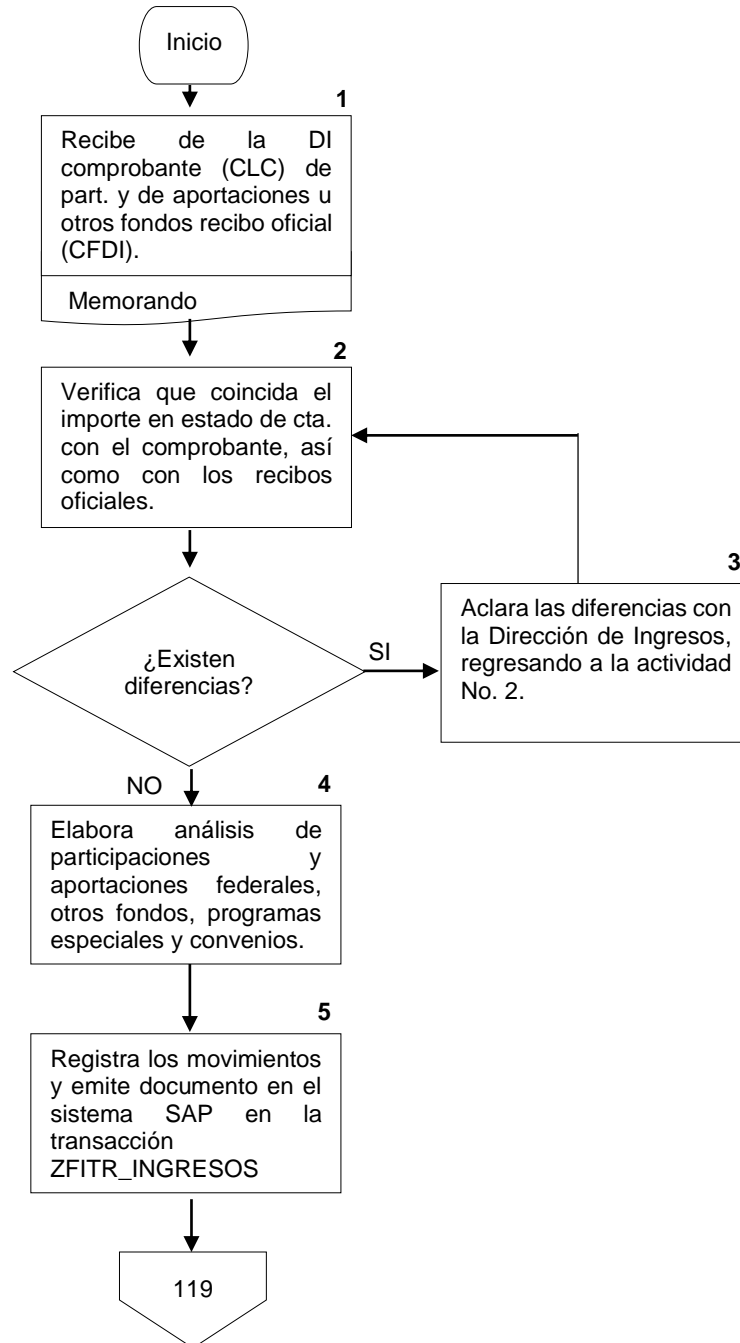 Inicio
1
Recibe de la DI
comprobante (CLC) de
part. y de aportaciones u
otros fondos recibo oficial
(CFDI).
Memorando
2
Verifica que coincida el
importe en estado de cta.
con el comprobante, así
como con los recibos
oficiales.
¿Existen
diferencias?
SI
3
Aclara las diferencias con
la Dirección de Ingresos,
regresando a la actividad
No. 2.
NO
4
Elabora análisis de
participaciones y
aportaciones federales,
otros fondos, programas
especiales y convenios.
5
Registra los movimientos
y emite documento en el
sistema SAP en la
transacción
ZFITR_INGRESOS
119